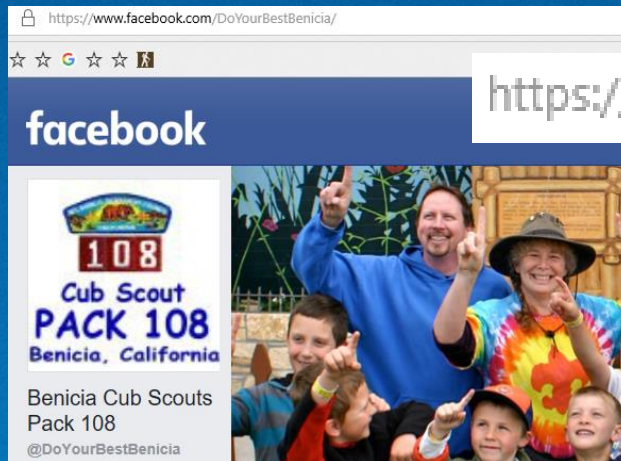 https://www.facebook.com/DoYourBestBenicia/
https:/
facebook
108
Cub Scout
PACK 108
Benicia, California
Benicia Cub Scouts
Pack 108
@DoYourBestBenicia